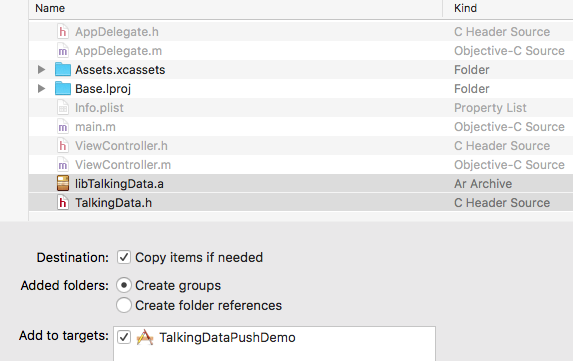 Name Kind
AppDelegate.h C Header Source
AppDelegate.m Objective-C Source
Assets.xcassets Folder
Base.lproj Folder
Info.plist Property List
main.m Objective-C Source
ViewController.h C Header Source
ViewController.m Objective-C Source
libTalkingData.a Ar Archive
TalkingData.h C Header Source
Destination: Copy items if needed
Added folders: Create groups
Create folder references
Add to targets: TalkingDataPushDemo